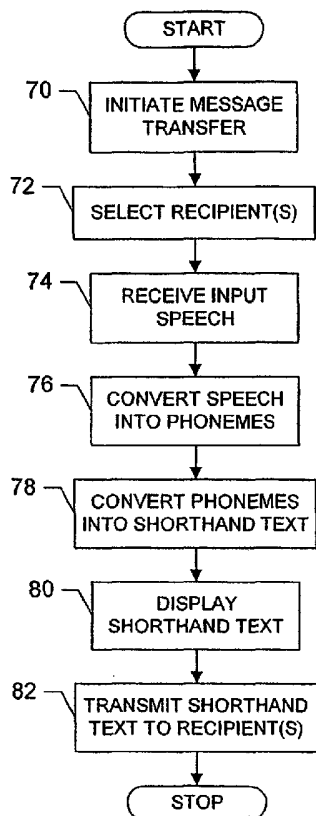 START
70
INITIATE MESSAGE
TRANSFER
72
SELECT RECIPIENT(S)
74
RECEIVE INPUT
SPEECH
76
CONVERT SPEECH
INTO PHONEMES
78
CONVERT PHONEMES
INTO SHORTHAND TEXT
80
DISPLAY
SHORTHAND TEXT
82
TRANSMIT SHORTHAND
TEXT TO RECIPIENT(S)
STOP